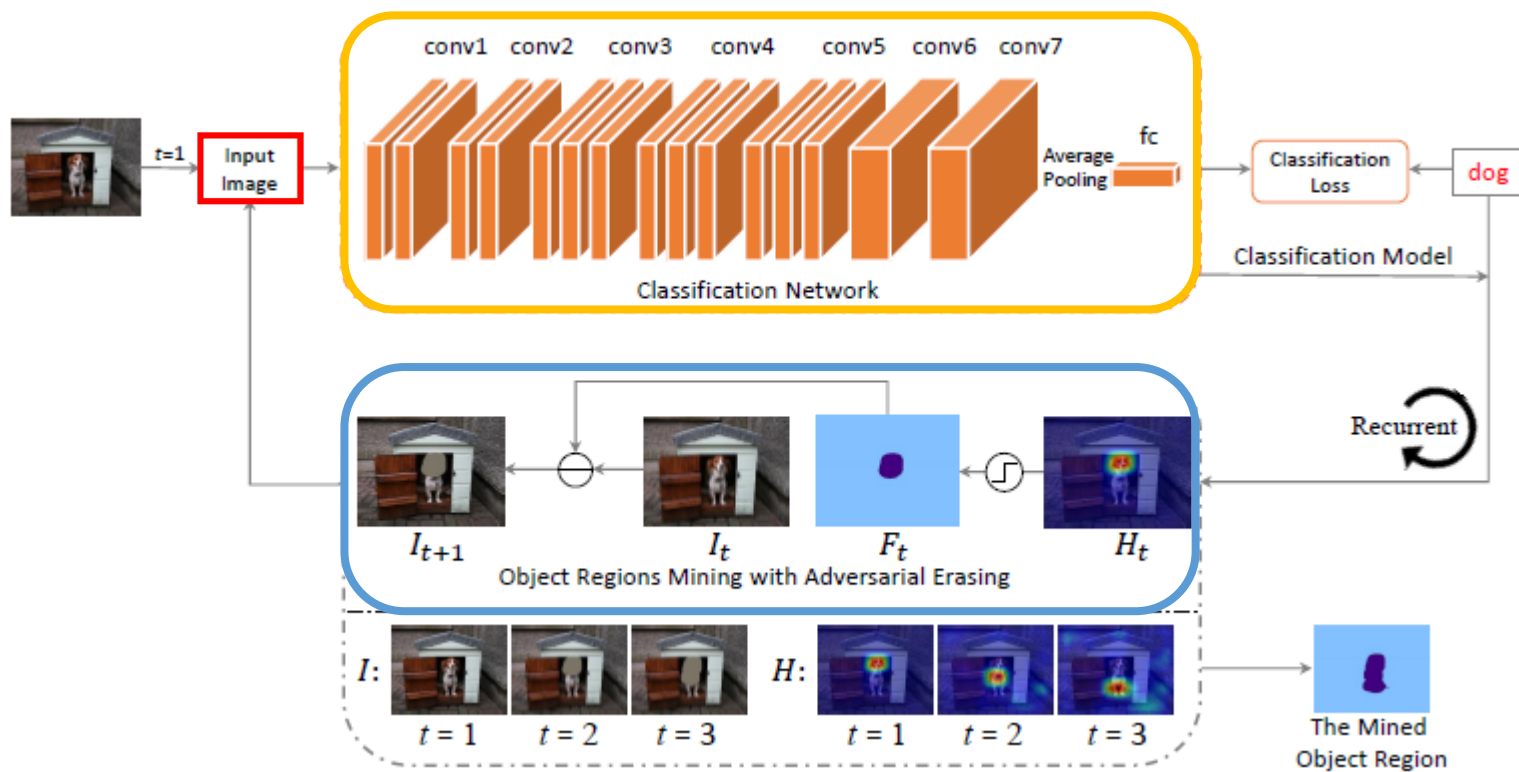 conv1 conv2 conv3 conv4 conv5 conv6 conv7
t=1
Input
Image
Average
Pooling
fc
Classification
Loss
dog
Classification Network
Classification Model
Recurrent
I_{t+1} I_t F_t H_t
Object Regions Mining with Adversarial Erasing
I: H:
t = 1 t = 2 t = 3 t = 1 t = 2 t = 3
The Mined
Object Region